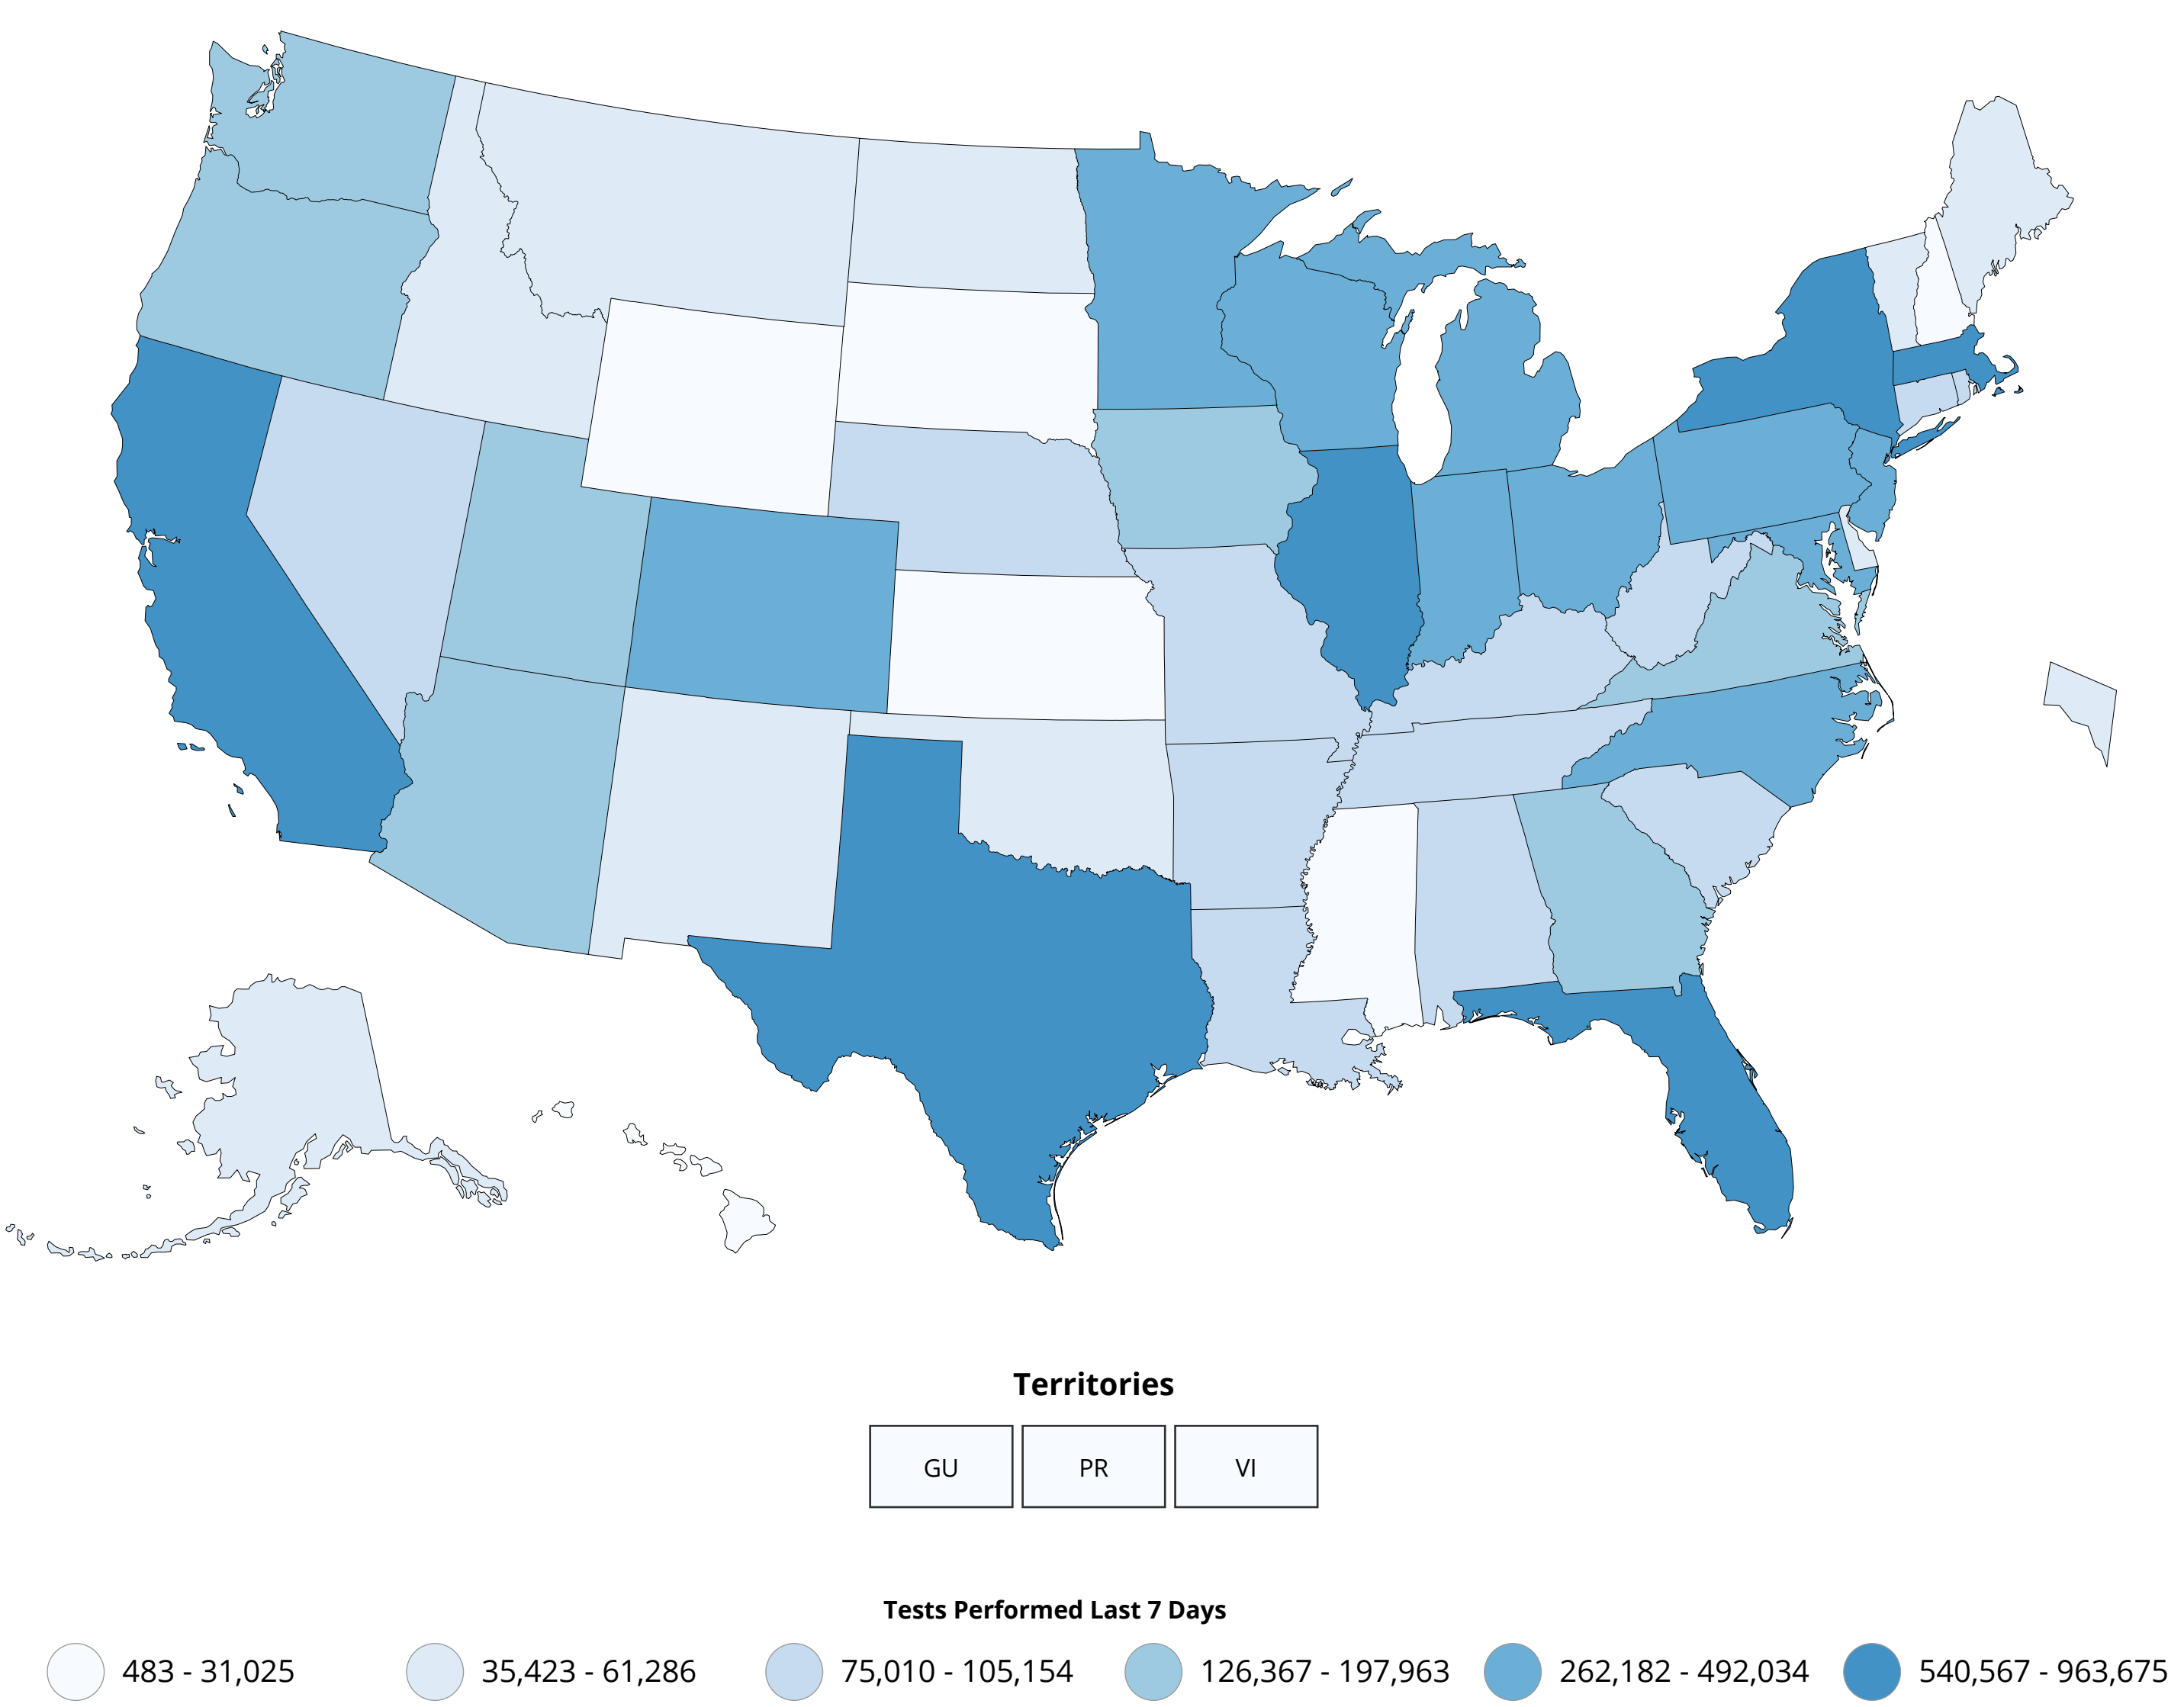 Territories
GU PR VI
Tests Performed Last 7 Days
483 - 31,025 35,423 - 61,286 75,010 - 105,154 126,367 - 197,963 262,182 - 492,034 540,567 - 963,675